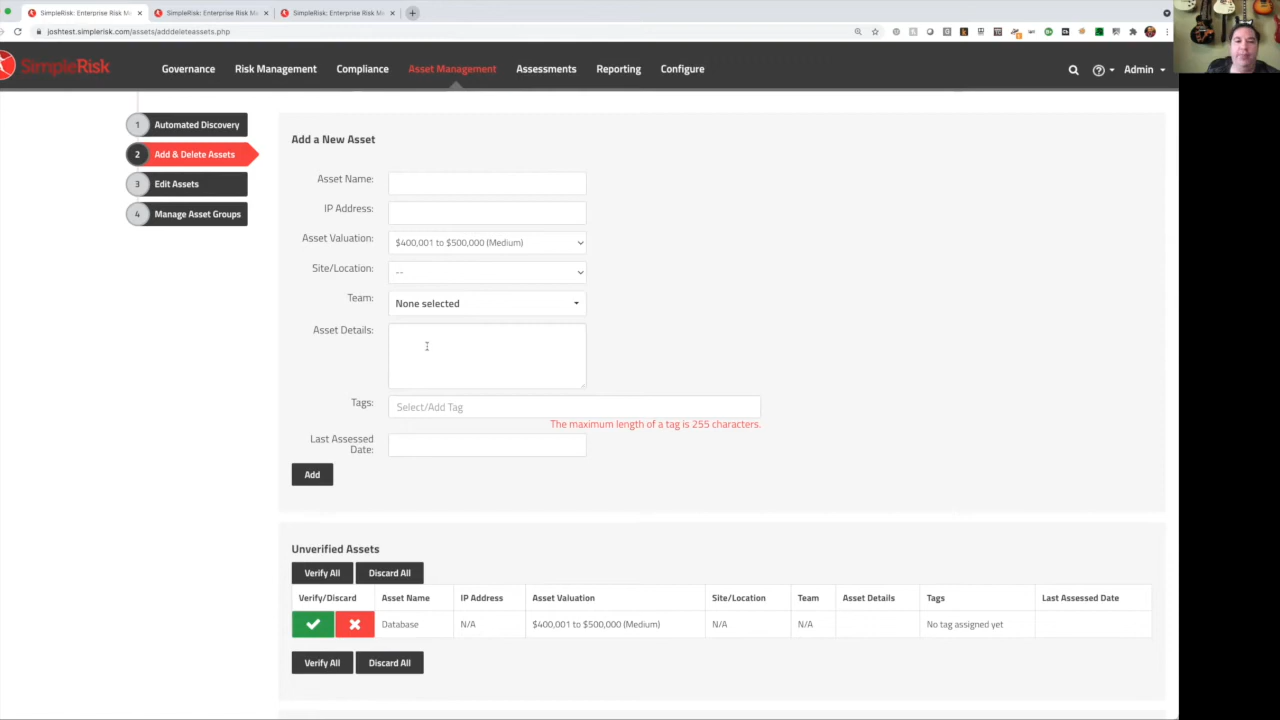 SimpleRisk: Enterprise Risk Ma
SimpleRisk: Enterprise Risk Ma
SimpleRisk: Enterprise Risk Ma
joshtest.simplerisk.com/assets/adddeleteassets.php
SimpleRisk
Governance
Risk Management
Compliance
Asset Management
Assessments
Reporting
Configure
Admin
1 Automated Discovery
2 Add & Delete Assets
3 Edit Assets
4 Manage Asset Groups
Add a New Asset
Asset Name:
IP Address:
Asset Valuation: $400,001 to $500,000 (Medium)
Site/Location: --
Team: None selected
Asset Details:
Tags: Select/Add Tag
The maximum length of a tag is 255 characters.
Last Assessed
Date:
Add
Unverified Assets
Verify All Discard All
Verify/Discard Asset Name IP Address Asset Valuation Site/Location Team Asset Details Tags Last Assessed Date
Database N/A $400,001 to $500,000 (Medium) N/A N/A No tag assigned yet
Verify All Discard All